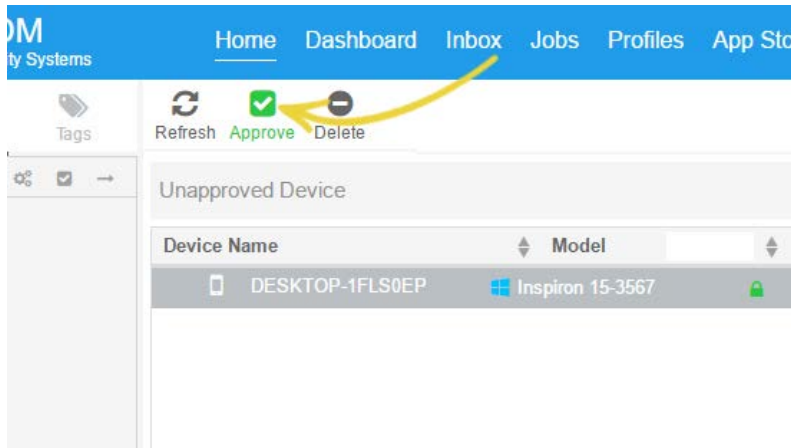 OM
ty Systems
Home Dashboard Inbox Jobs Profiles App Sto
Tags
Refresh Approve Delete
Unapproved Device
Device Name Model
DESKTOP-1FLS0EP Inspiron 15-3567